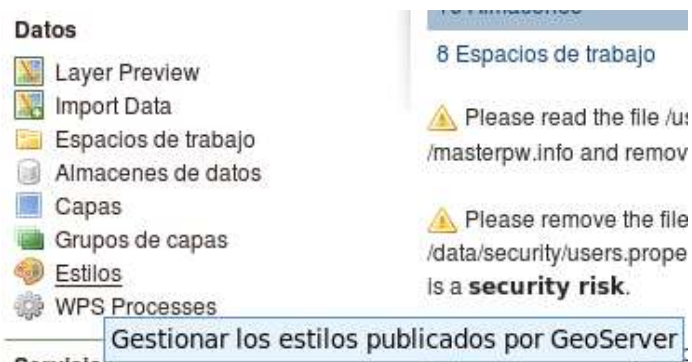 Datos
Layer Preview
Import Data
Espacios de trabajo
Almacenes de datos
Capas
Grupos de capas
Estilos
WPS Processes
Gestionar los estilos publicados por GeoServer
8 Espacios de trabajo
Please read the file /us
/masterpw.info and remov
Please remove the file
/data/security/users.prope
is a security risk.